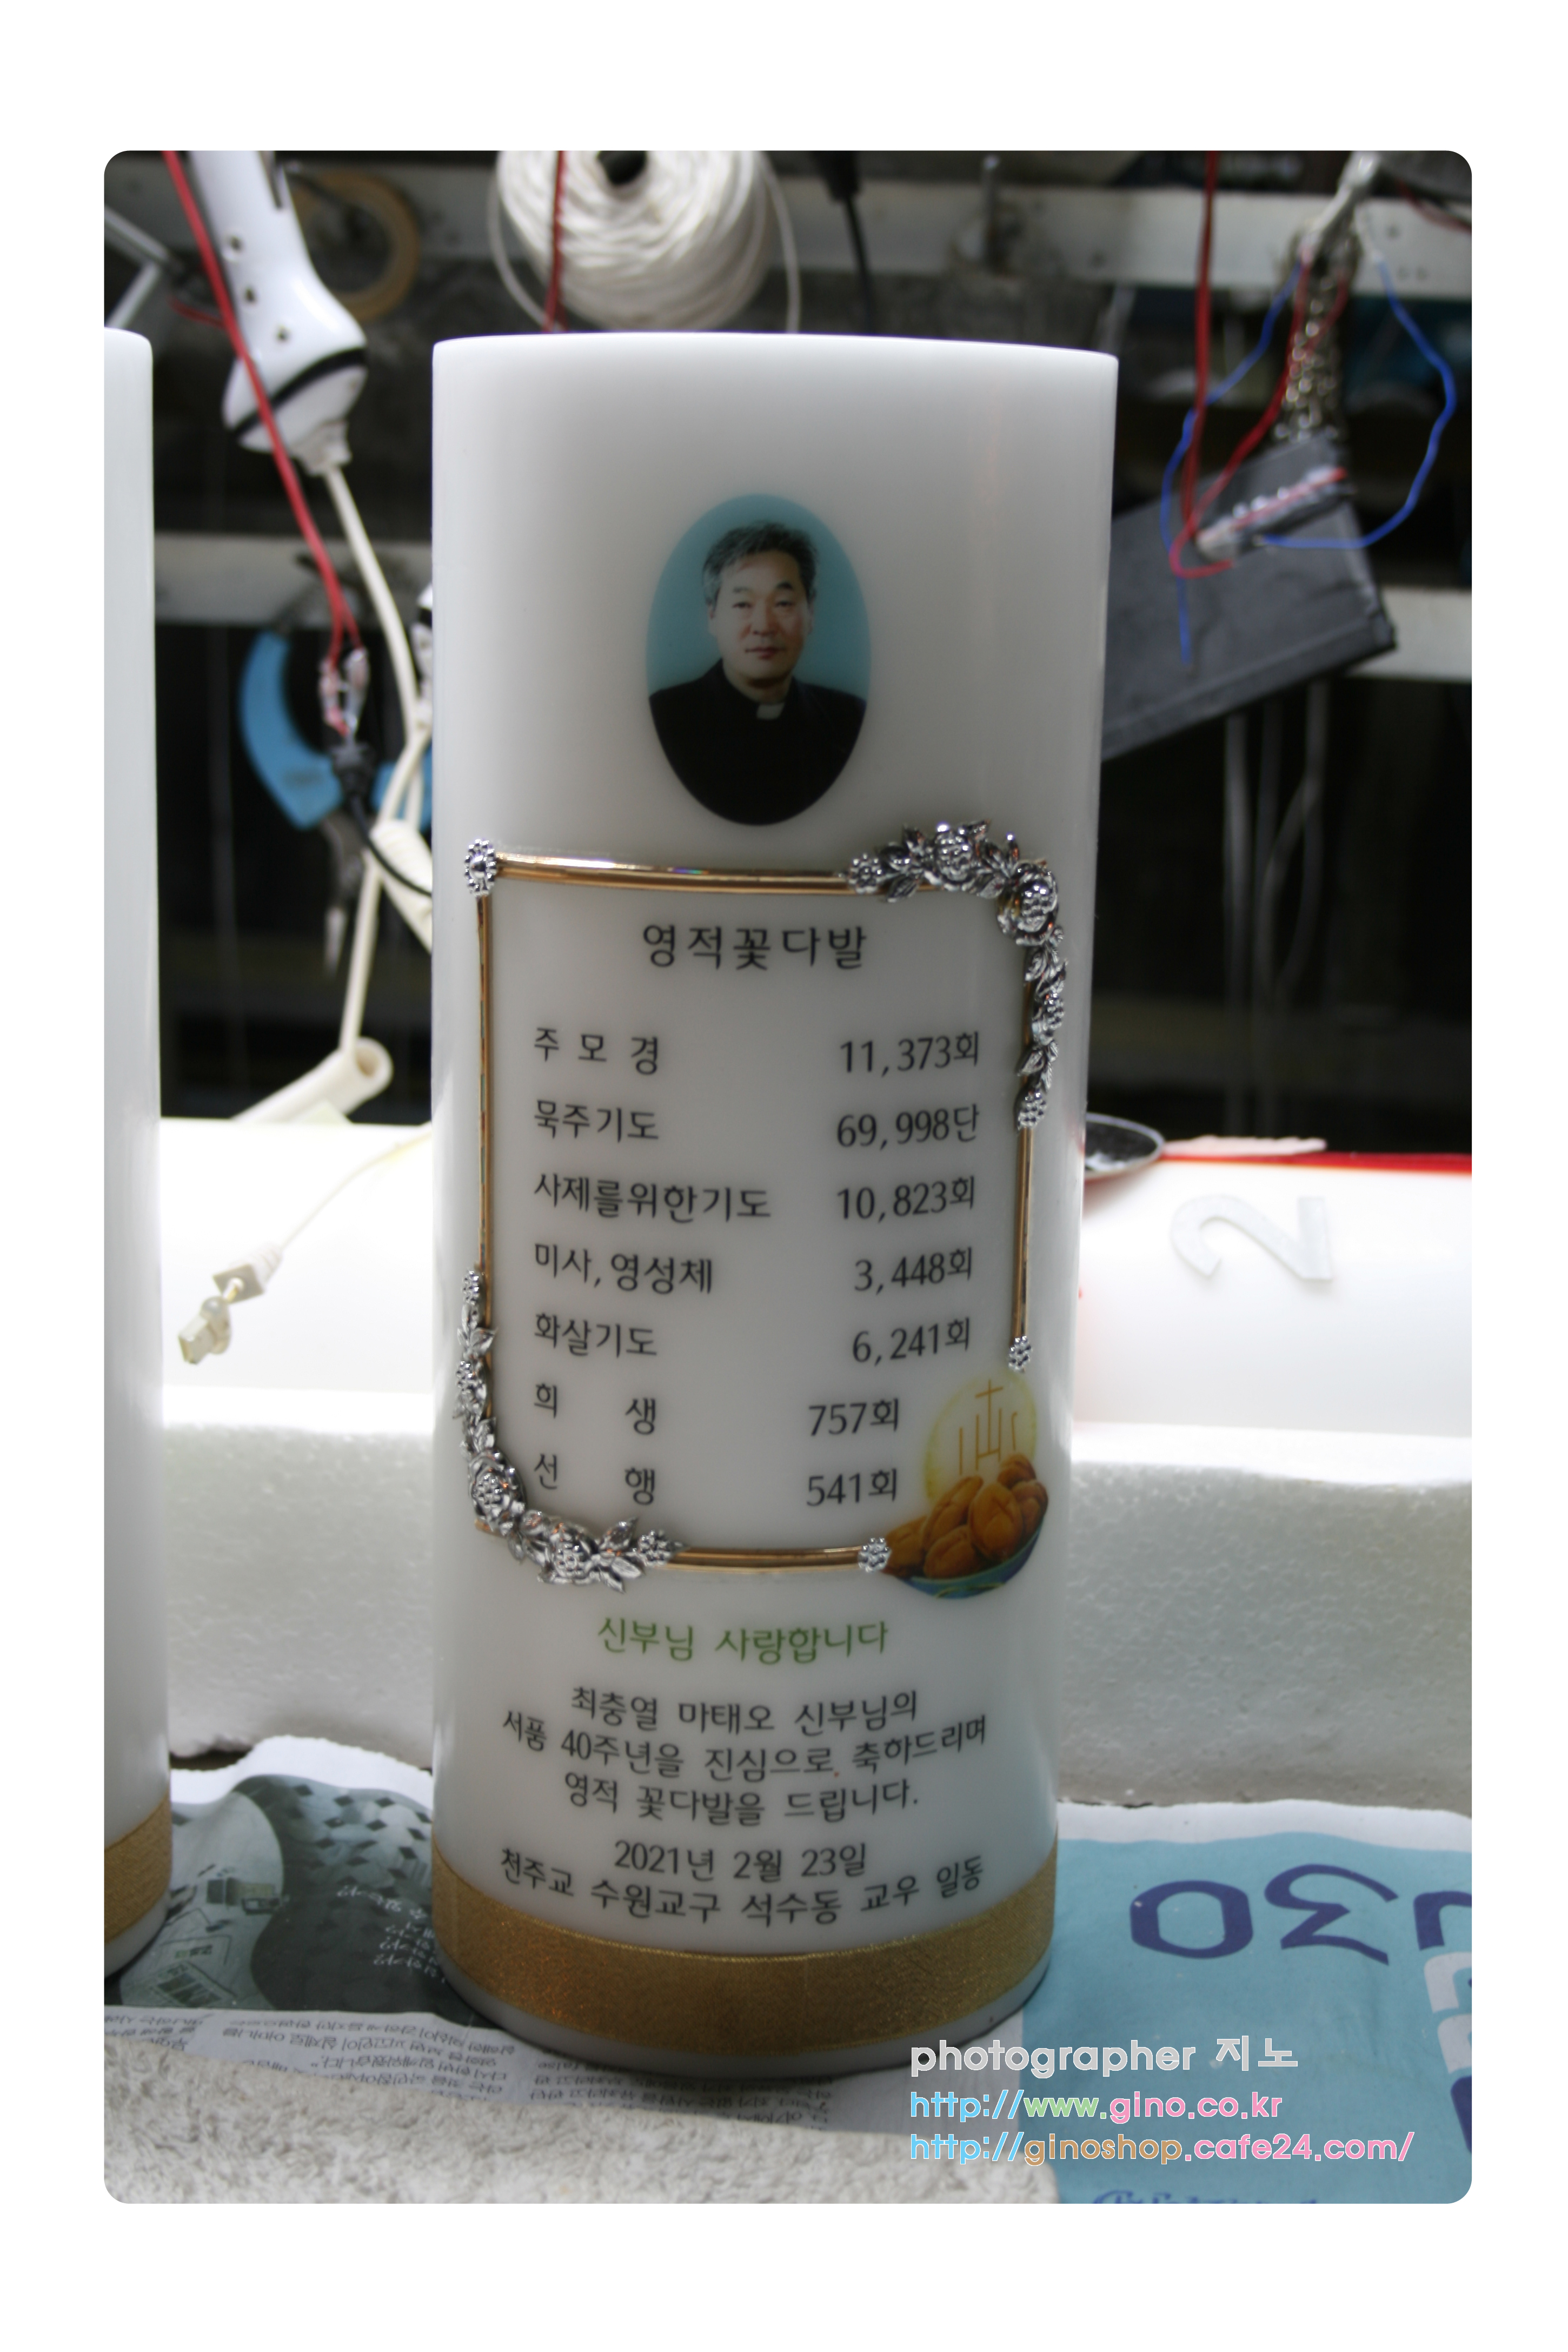 영적꽃다발
주 모 경 11,373회
묵주기도 69,998단
사제를위한기도 10,823회
미사,영성체 3,448회
화살기도 6,241회
희 생 757회
선 행 541회
IHS
신부님 사랑합니다
최충열 마태오 신부님의
서품 40주년을 진심으로 축하드리며
영적 꽃다발을 드립니다.
2021년 2월 23일
천주교 수원교구 석수동 교우 일동
2
30
photographer 지노
http://www.gino.co.kr
http://ginoshop.cafe24.com/